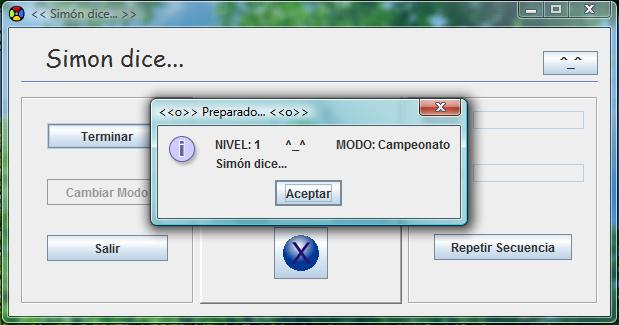 << Simón dice... >>
Simon dice...
^_^
<<o>> Preparado... <<o>>
NIVEL: 1 ^_^ MODO: Campeonato
Simón dice...
Aceptar
Terminar
Cambiar Modo
Salir
X
Repetir Secuencia